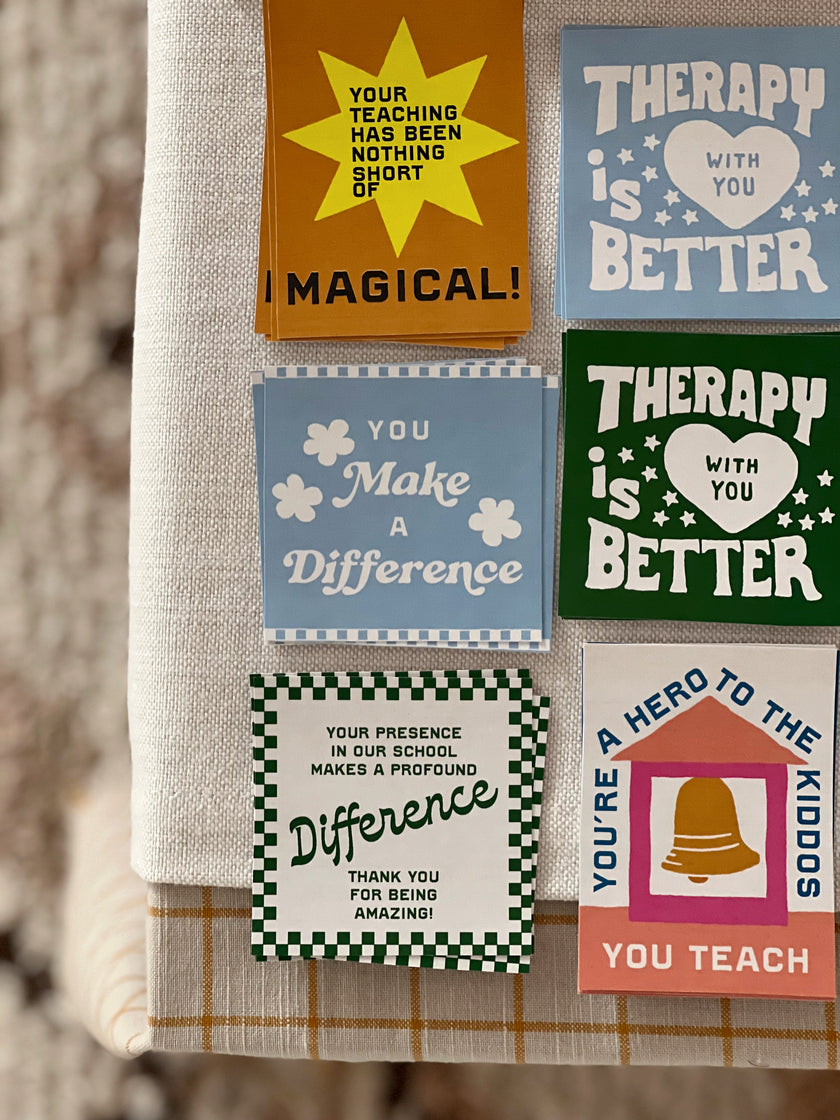 YOUR
TEACHING
HAS BEEN
NOTHING
SHORT
OF
MAGICAL!
THERAPY
is
WITH
YOU
BETTER
YOU
Make
A
Difference
THERAPY
is
WITH
YOU
BETTER
YOUR PRESENCE
IN OUR SCHOOL
MAKES A PROFOUND
Difference
THANK YOU
FOR BEING
AMAZING!
YOU'RE A HERO TO THE KIDDOS
YOU TEACH